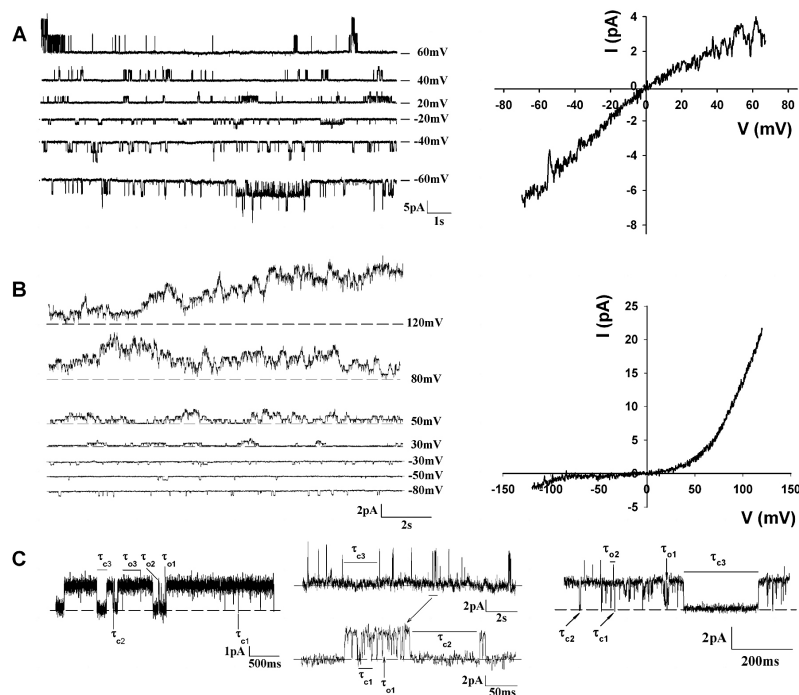 A
60mV
40mV
20mV
-20mV
-40mV
-60mV
5pA
1s
I (pA)
4
2
0
-2
-4
-6
-8
-80 -60 -40 -20 0 20 40 60 80
V (mV)
B
120mV
80mV
50mV
30mV
-30mV
-50mV
-80mV
2pA
2s
I (pA)
25
20
15
10
5
0
-5
-150 -100 -50 0 50 100 150
V (mV)
C
τc3 τo3 τo2 τo1
τc2 τc1
1pA
500ms
τc3
2pA
2s
τc2
τc1 τo1
2pA
50ms
τo2 τo1 τc3
τc2 τc1
2pA
200ms